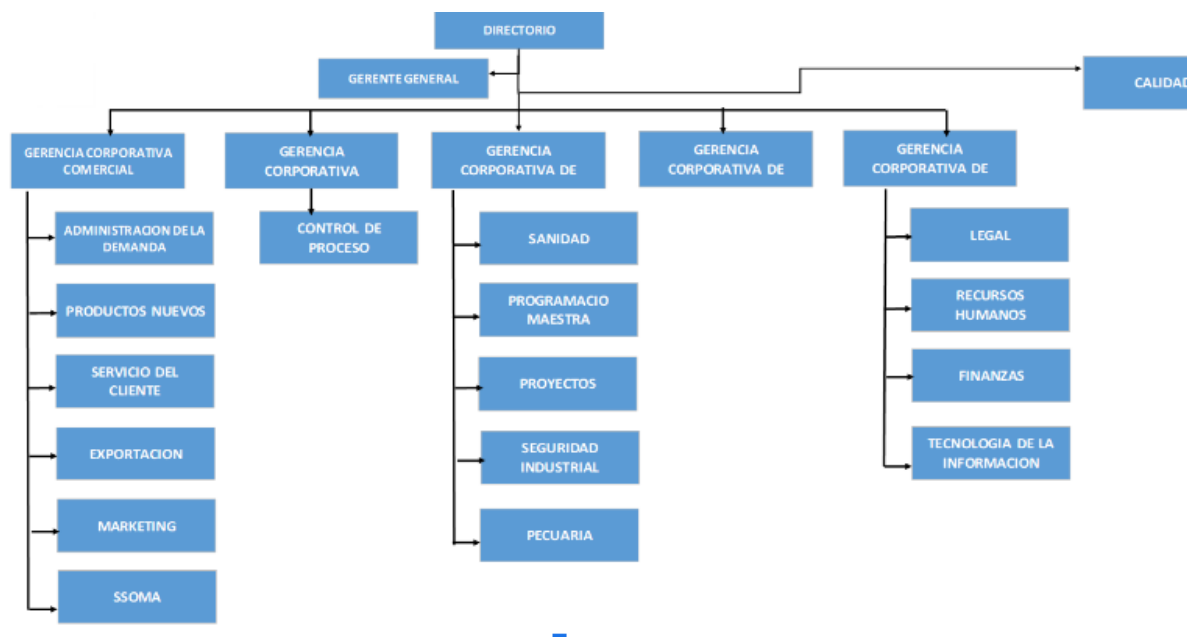 DIRECTORIO
GERENTE GENERAL
CALIDAD
GERENCIA CORPORATIVA
COMERCIAL
GERENCIA
CORPORATIVA
GERENCIA
CORPORATIVA DE
GERENCIA
CORPORATIVA DE
GERENCIA
CORPORATIVA DE
ADMINISTRACION DE LA
DEMANDA
PRODUCTOS NUEVOS
SERVICIO DEL
CLIENTE
EXPORTACION
MARKETING
SSOMA
CONTROL DE
PROCESO
SANIDAD
PROGRAMACIO
MAESTRA
PROYECTOS
SEGURIDAD
INDUSTRIAL
PECUARIA
LEGAL
RECURSOS
HUMANOS
FINANZAS
TECNOLOGIA DE LA
INFORMACION